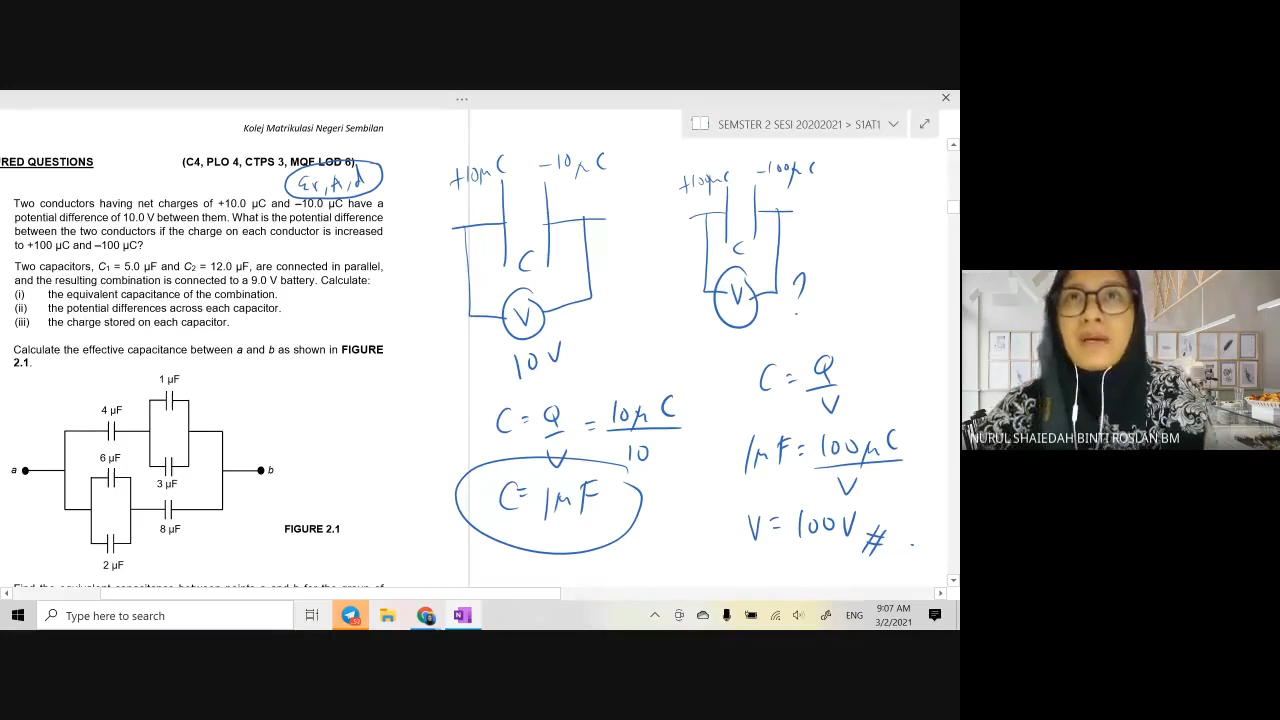 Kolej Matrikulasi Negeri Sembilan
SEMSTER 2 SESI 20202021 > S1AT1
RED QUESTIONS (C4, PLO 4, CTPS 3, MQF LOD 6)
εr, A, d
Two conductors having net charges of +10.0 µC and –10.0 µC have a
potential difference of 10.0 V between them. What is the potential difference
between the two conductors if the charge on each conductor is increased
to +100 µC and –100 µC?
Two capacitors, C₁ = 5.0 µF and C₂ = 12.0 µF, are connected in parallel,
and the resulting combination is connected to a 9.0 V battery. Calculate:
(i) the equivalent capacitance of the combination.
(ii) the potential differences across each capacitor.
(iii) the charge stored on each capacitor.
Calculate the effective capacitance between a and b as shown in FIGURE
2.1.
1 µF
4 µF
6 µF
a
b
3 µF
8 µF
2 µF
FIGURE 2.1
+10µC -10µC
C
V
10 V
C = Q/V = 10µC/10
C = 1µF
+100µC -100µC
C
V ?
C = Q/V
1µF = 100µC/V
V = 100V #
NURUL SHAIEDAH BINTI ROSLAN BM
Type here to search
ENG
9:07 AM
3/2/2021